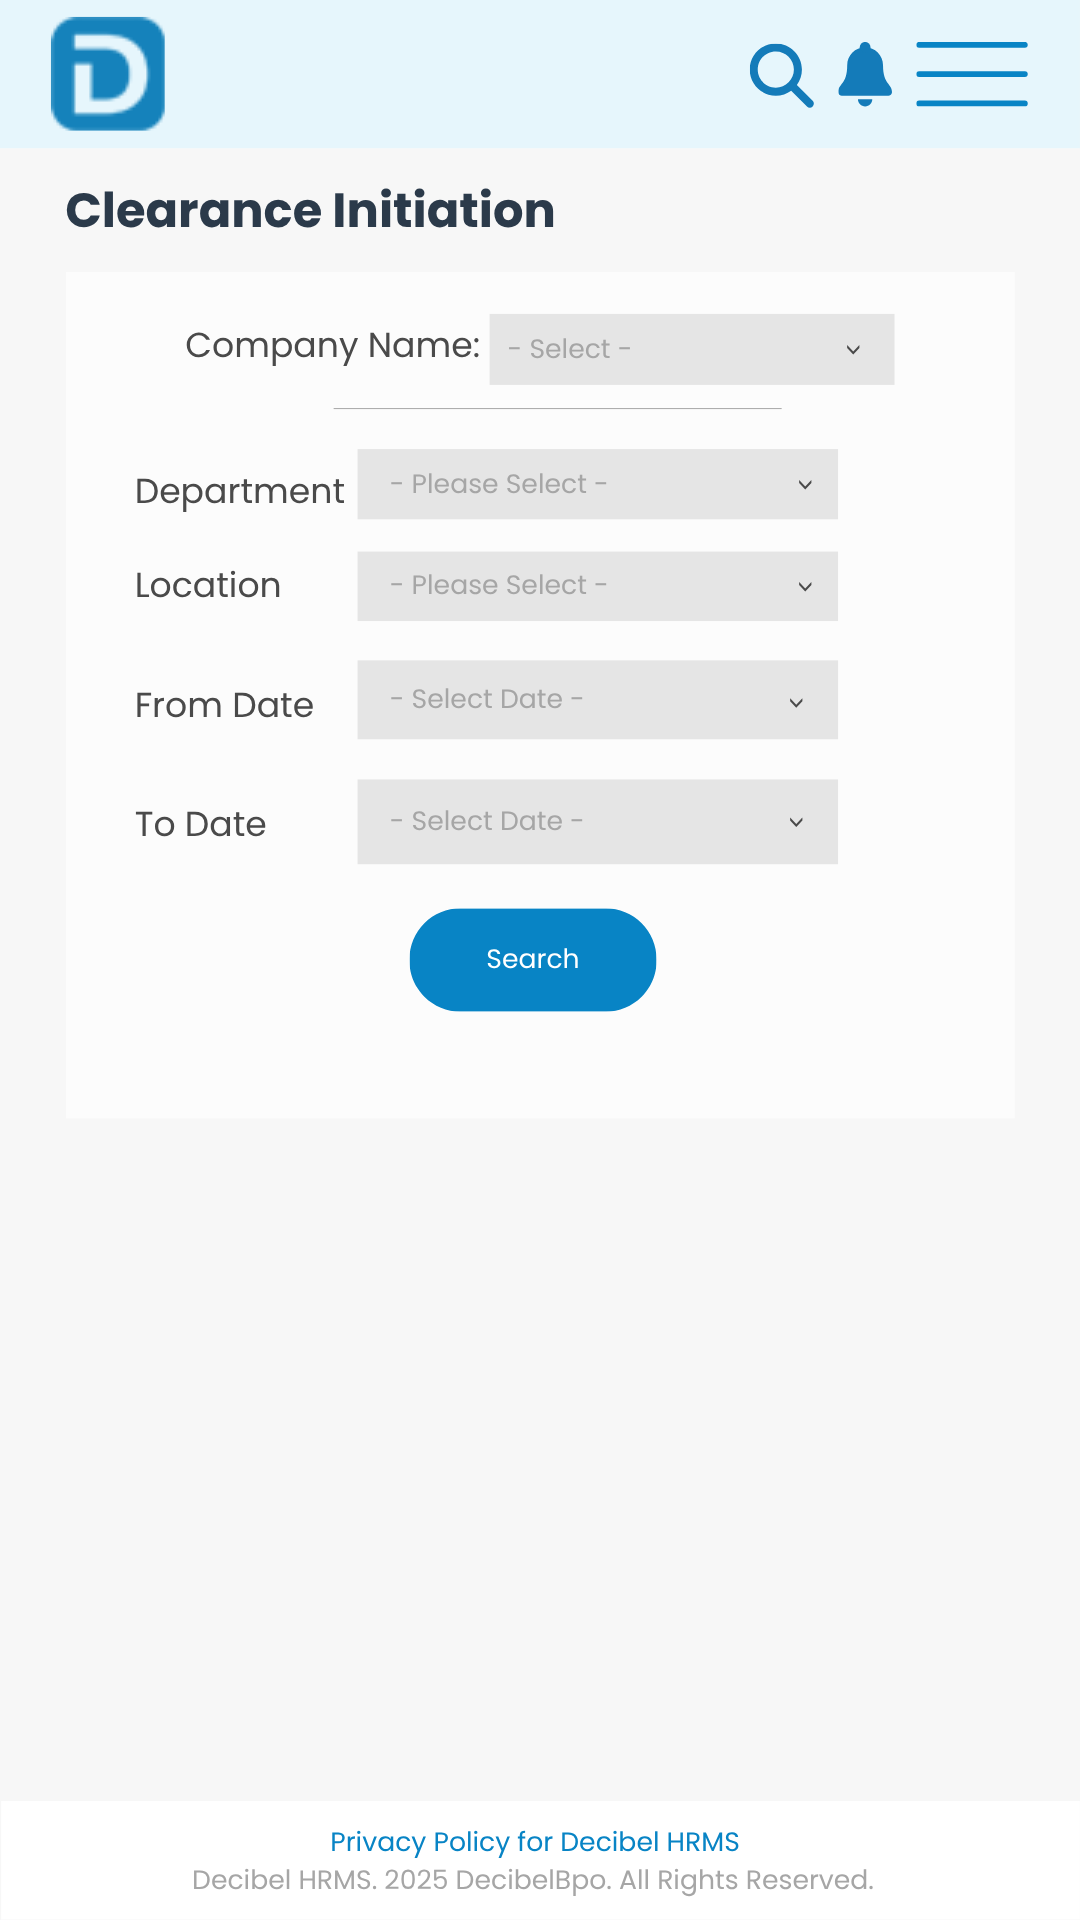 D
Clearance Initiation
Company Name: - Select -
Department - Please Select -
Location - Please Select -
From Date - Select Date -
To Date - Select Date -
Search
Privacy Policy for Decibel HRMS
Decibel HRMS. 2025 DecibelBpo. All Rights Reserved.